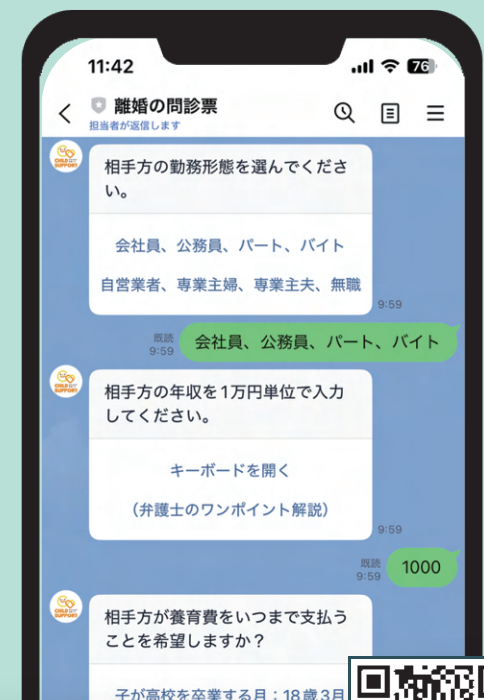 11:42
76
離婚の問診票
担当者が返信します
CHILD
SUPPORT
相手方の勤務形態を選んでくださ
い。
会社員、公務員、パート、バイト
自営業者、専業主婦、専業主夫、無職
9:59
既読
9:59
会社員、公務員、パート、バイト
CHILD
SUPPORT
相手方の年収を1万円単位で入力
してください。
キーボードを開く
(弁護士のワンポイント解説)
9:59
既読
9:59
1000
CHILD
SUPPORT
相手方が養育費をいつまで支払う
ことを希望しますか？
子が高校を卒業する月：18歳3月